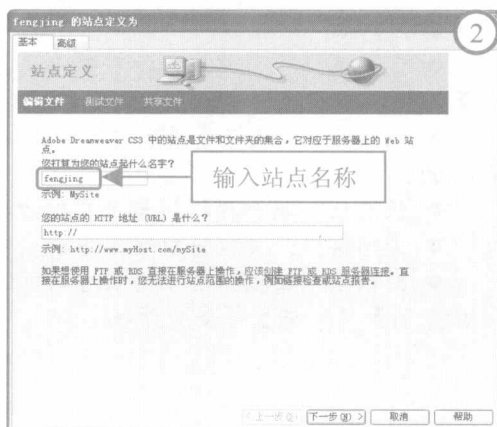 fengjing 的站点定义为
2
基本 高级
站点定义
编辑文件 测试文件 共享文件
Adobe Dreamweaver CS3 中的站点是文件和文件夹的集合，它对应于服务器上的 Web 站
点。
您打算为您的站点起什么名字？
fengjing
输入站点名称
示例: MySite
您的站点的 HTTP 地址 (URL) 是什么？
http://
示例: http://www.myHost.com/mySite
如果想使用 FTP 或 RDS 直接在服务器上操作，应该创建 FTP 或 RDS 服务器连接。直
接在服务器上操作时，您无法进行站点范围的操作，例如链接检查或站点报告。
< 上一步(B) 下一步(N) > 取消 帮助